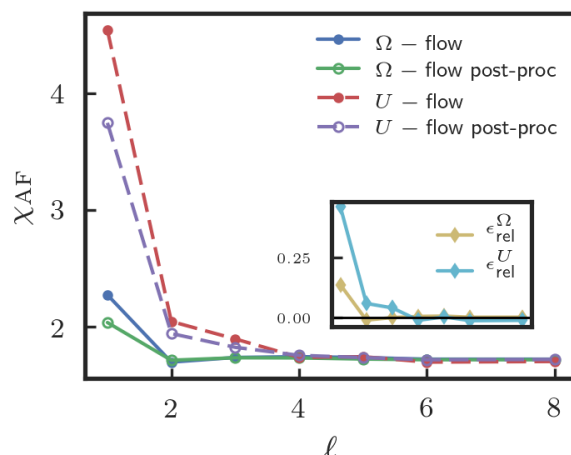 Ω − flow
Ω − flow post-proc
U − flow
U − flow post-proc
χ_AF
4
3
2
0.25
0.00
ϵ^Ω_rel
ϵ^U_rel
2 4 6 8
ℓ